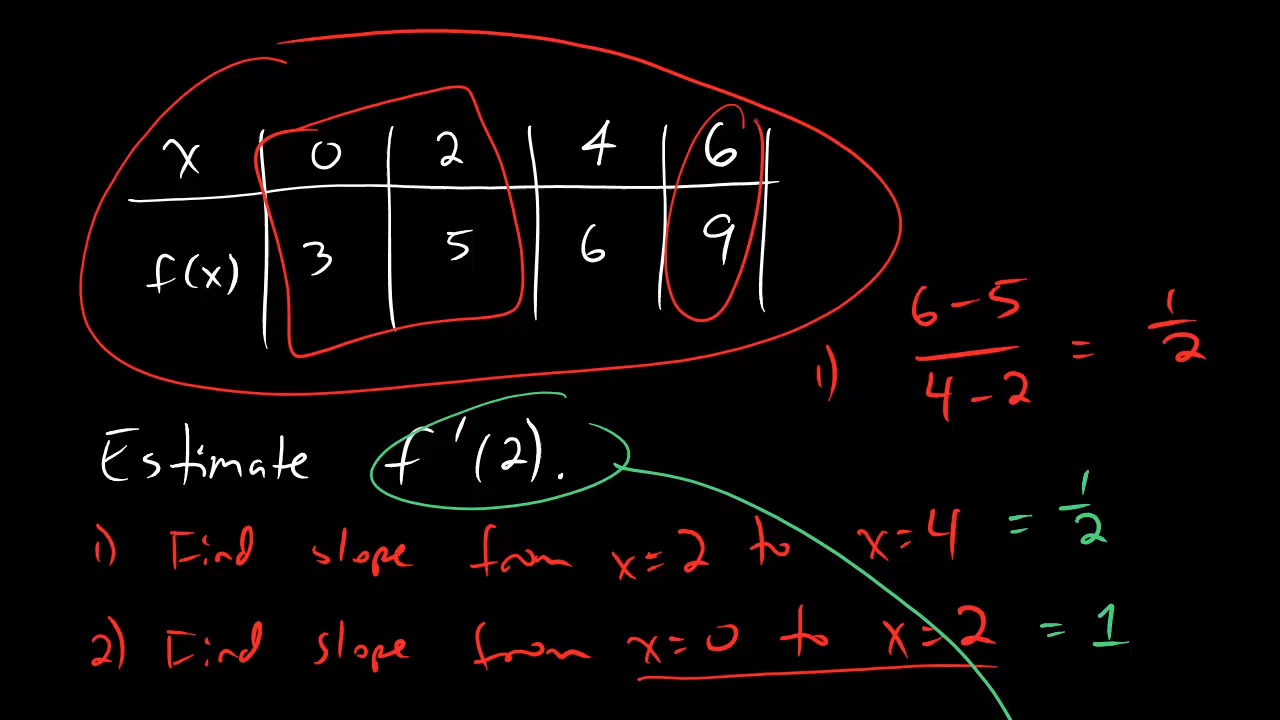 x 0 2 4 6
f(x) 3 5 6 9
1) 6-5 / 4-2 = 1/2
Estimate f'(2).
1) Find slope from x=2 to x=4 = 1/2
2) Find slope from x=0 to x=2 = 1